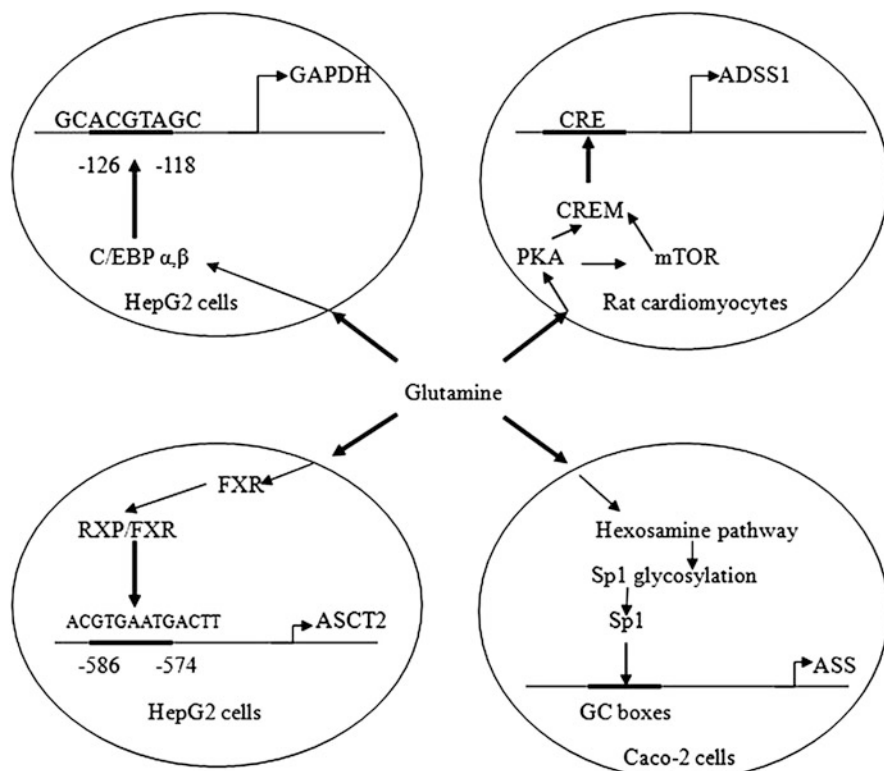 GAPDH
GCACGTAGC
-126 -118
C/EBP α,β
HepG2 cells
ADSS1
CRE
CREM
PKA mTOR
Rat cardiomyocytes
Glutamine
FXR
RXP/FXR
ACGTGAATGACTT
ASCT2
-586 -574
HepG2 cells
Hexosamine pathway
Sp1 glycosylation
Sp1
ASS
GC boxes
Caco-2 cells